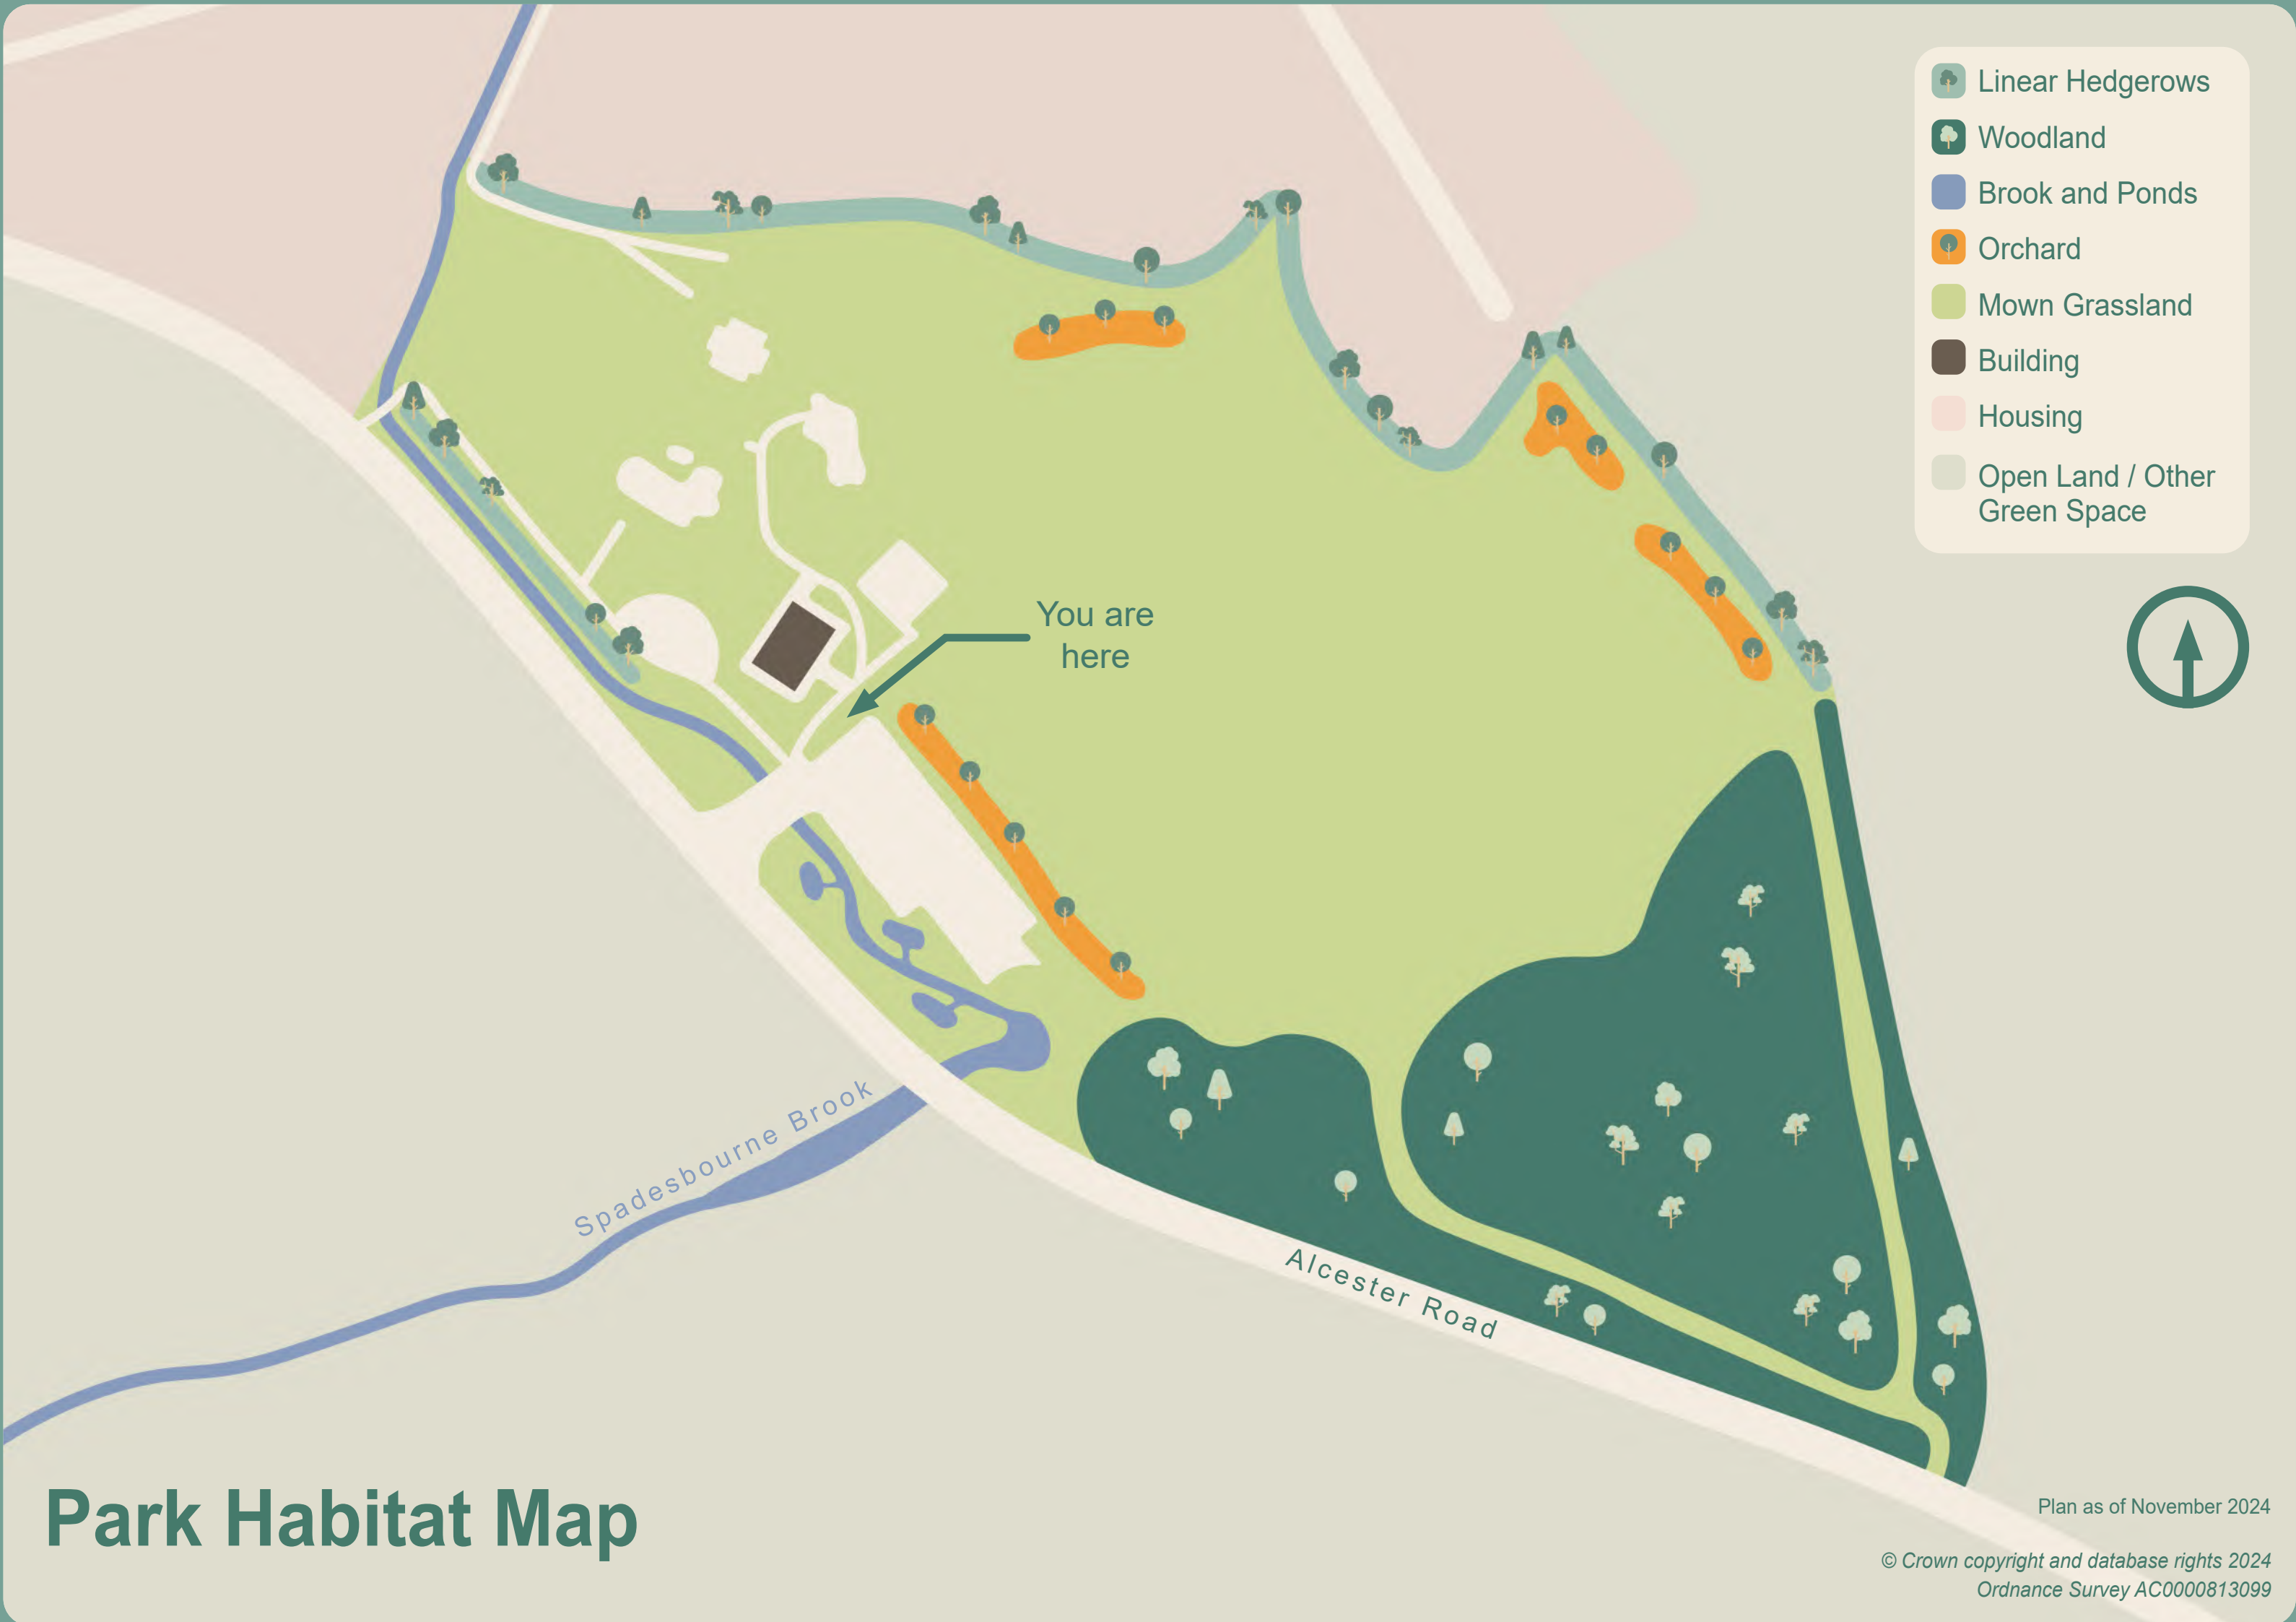 Linear Hedgerows
Woodland
Brook and Ponds
Orchard
Mown Grassland
Building
Housing
Open Land / Other
Green Space
You are
here
Spadesbourne Brook
Alcester Road
Park Habitat Map
Plan as of November 2024
© Crown copyright and database rights 2024
Ordnance Survey AC0000813099